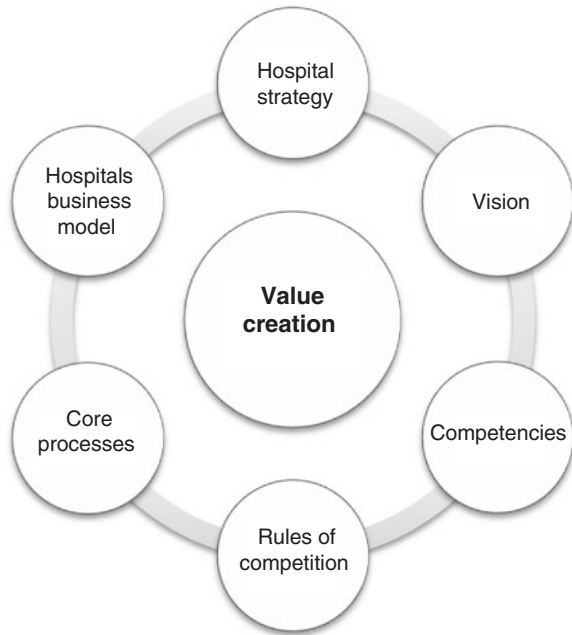 Hospital
strategy
Hospitals
business
model
Vision
Value
creation
Core
processes
Competencies
Rules of
competition